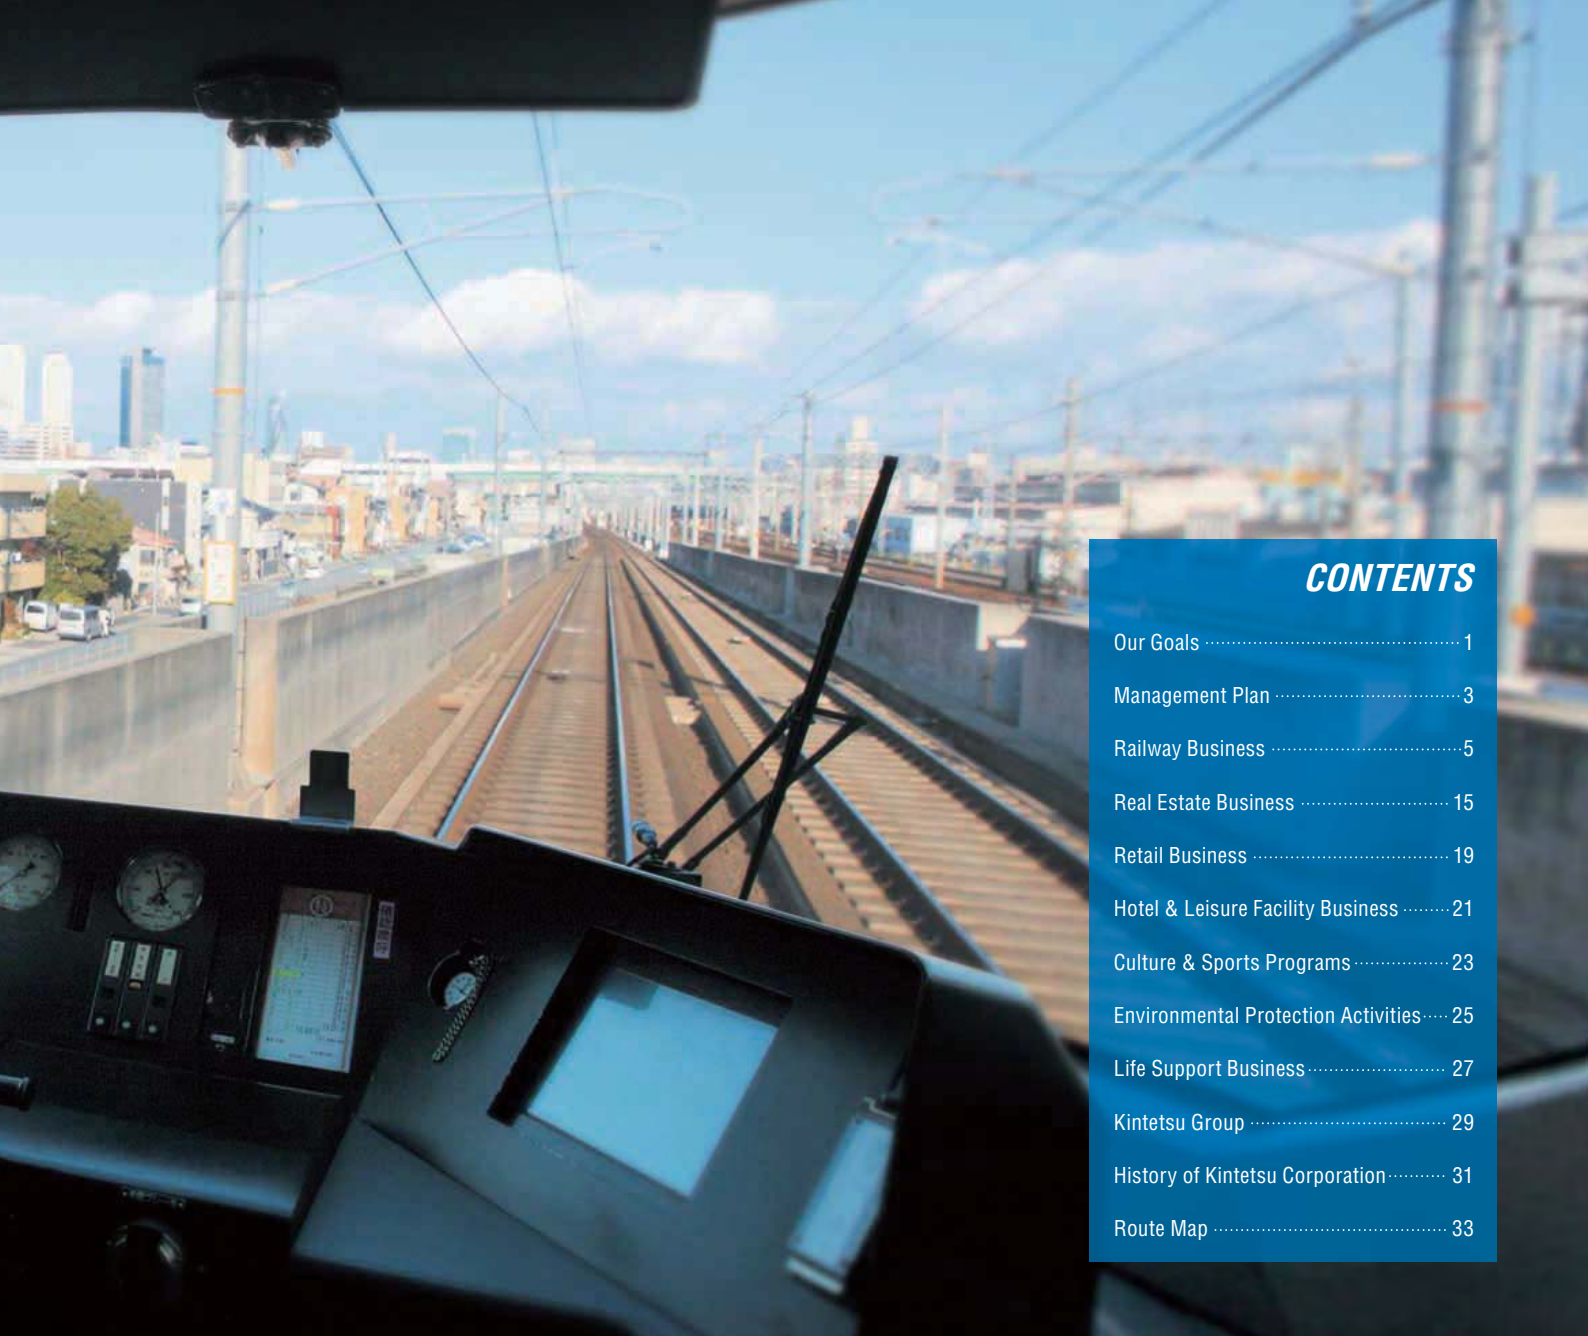 CONTENTS
Our Goals 1
Management Plan 3
Railway Business 5
Real Estate Business 15
Retail Business 19
Hotel & Leisure Facility Business 21
Culture & Sports Programs 23
Environmental Protection Activities 25
Life Support Business 27
Kintetsu Group 29
History of Kintetsu Corporation 31
Route Map 33